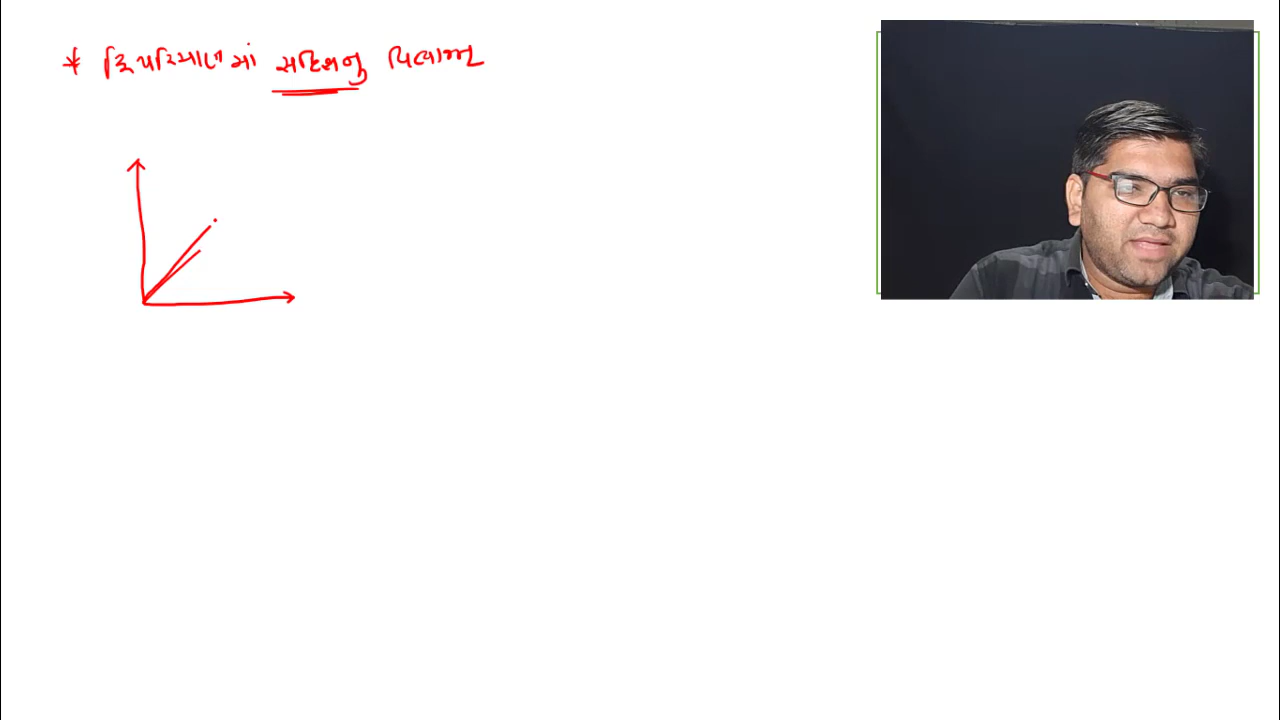 * દ્વિપરિમાણમાં સદિશનુ વિભાજન